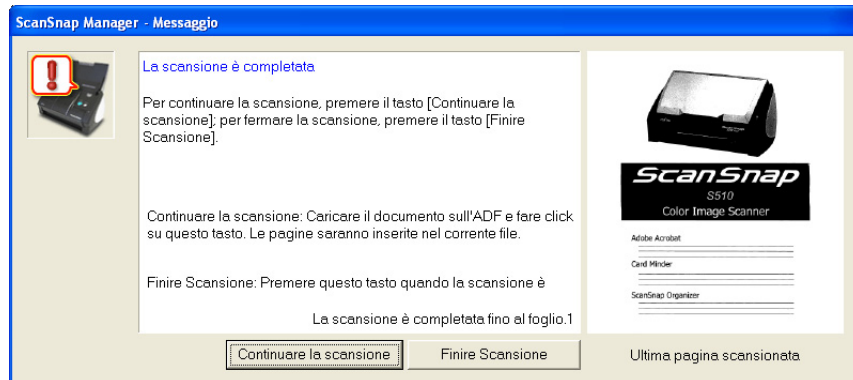 ScanSnap Manager - Messaggio
La scansione è completata
Per continuare la scansione, premere il tasto [Continuare la
scansione]; per fermare la scansione, premere il tasto [Finire
Scansione].
Continuare la scansione: Caricare il documento sull'ADF e fare click
su questo tasto. Le pagine saranno inserite nel corrente file.
Finire Scansione: Premere questo tasto quando la scansione è
La scansione è completata fino al foglio.1
Continuare la scansione
Finire Scansione
ScanSnap
S510
Color Image Scanner
Adobe Acrobat
Card Minder
ScanSnap Organizer
Ultima pagina scansionata